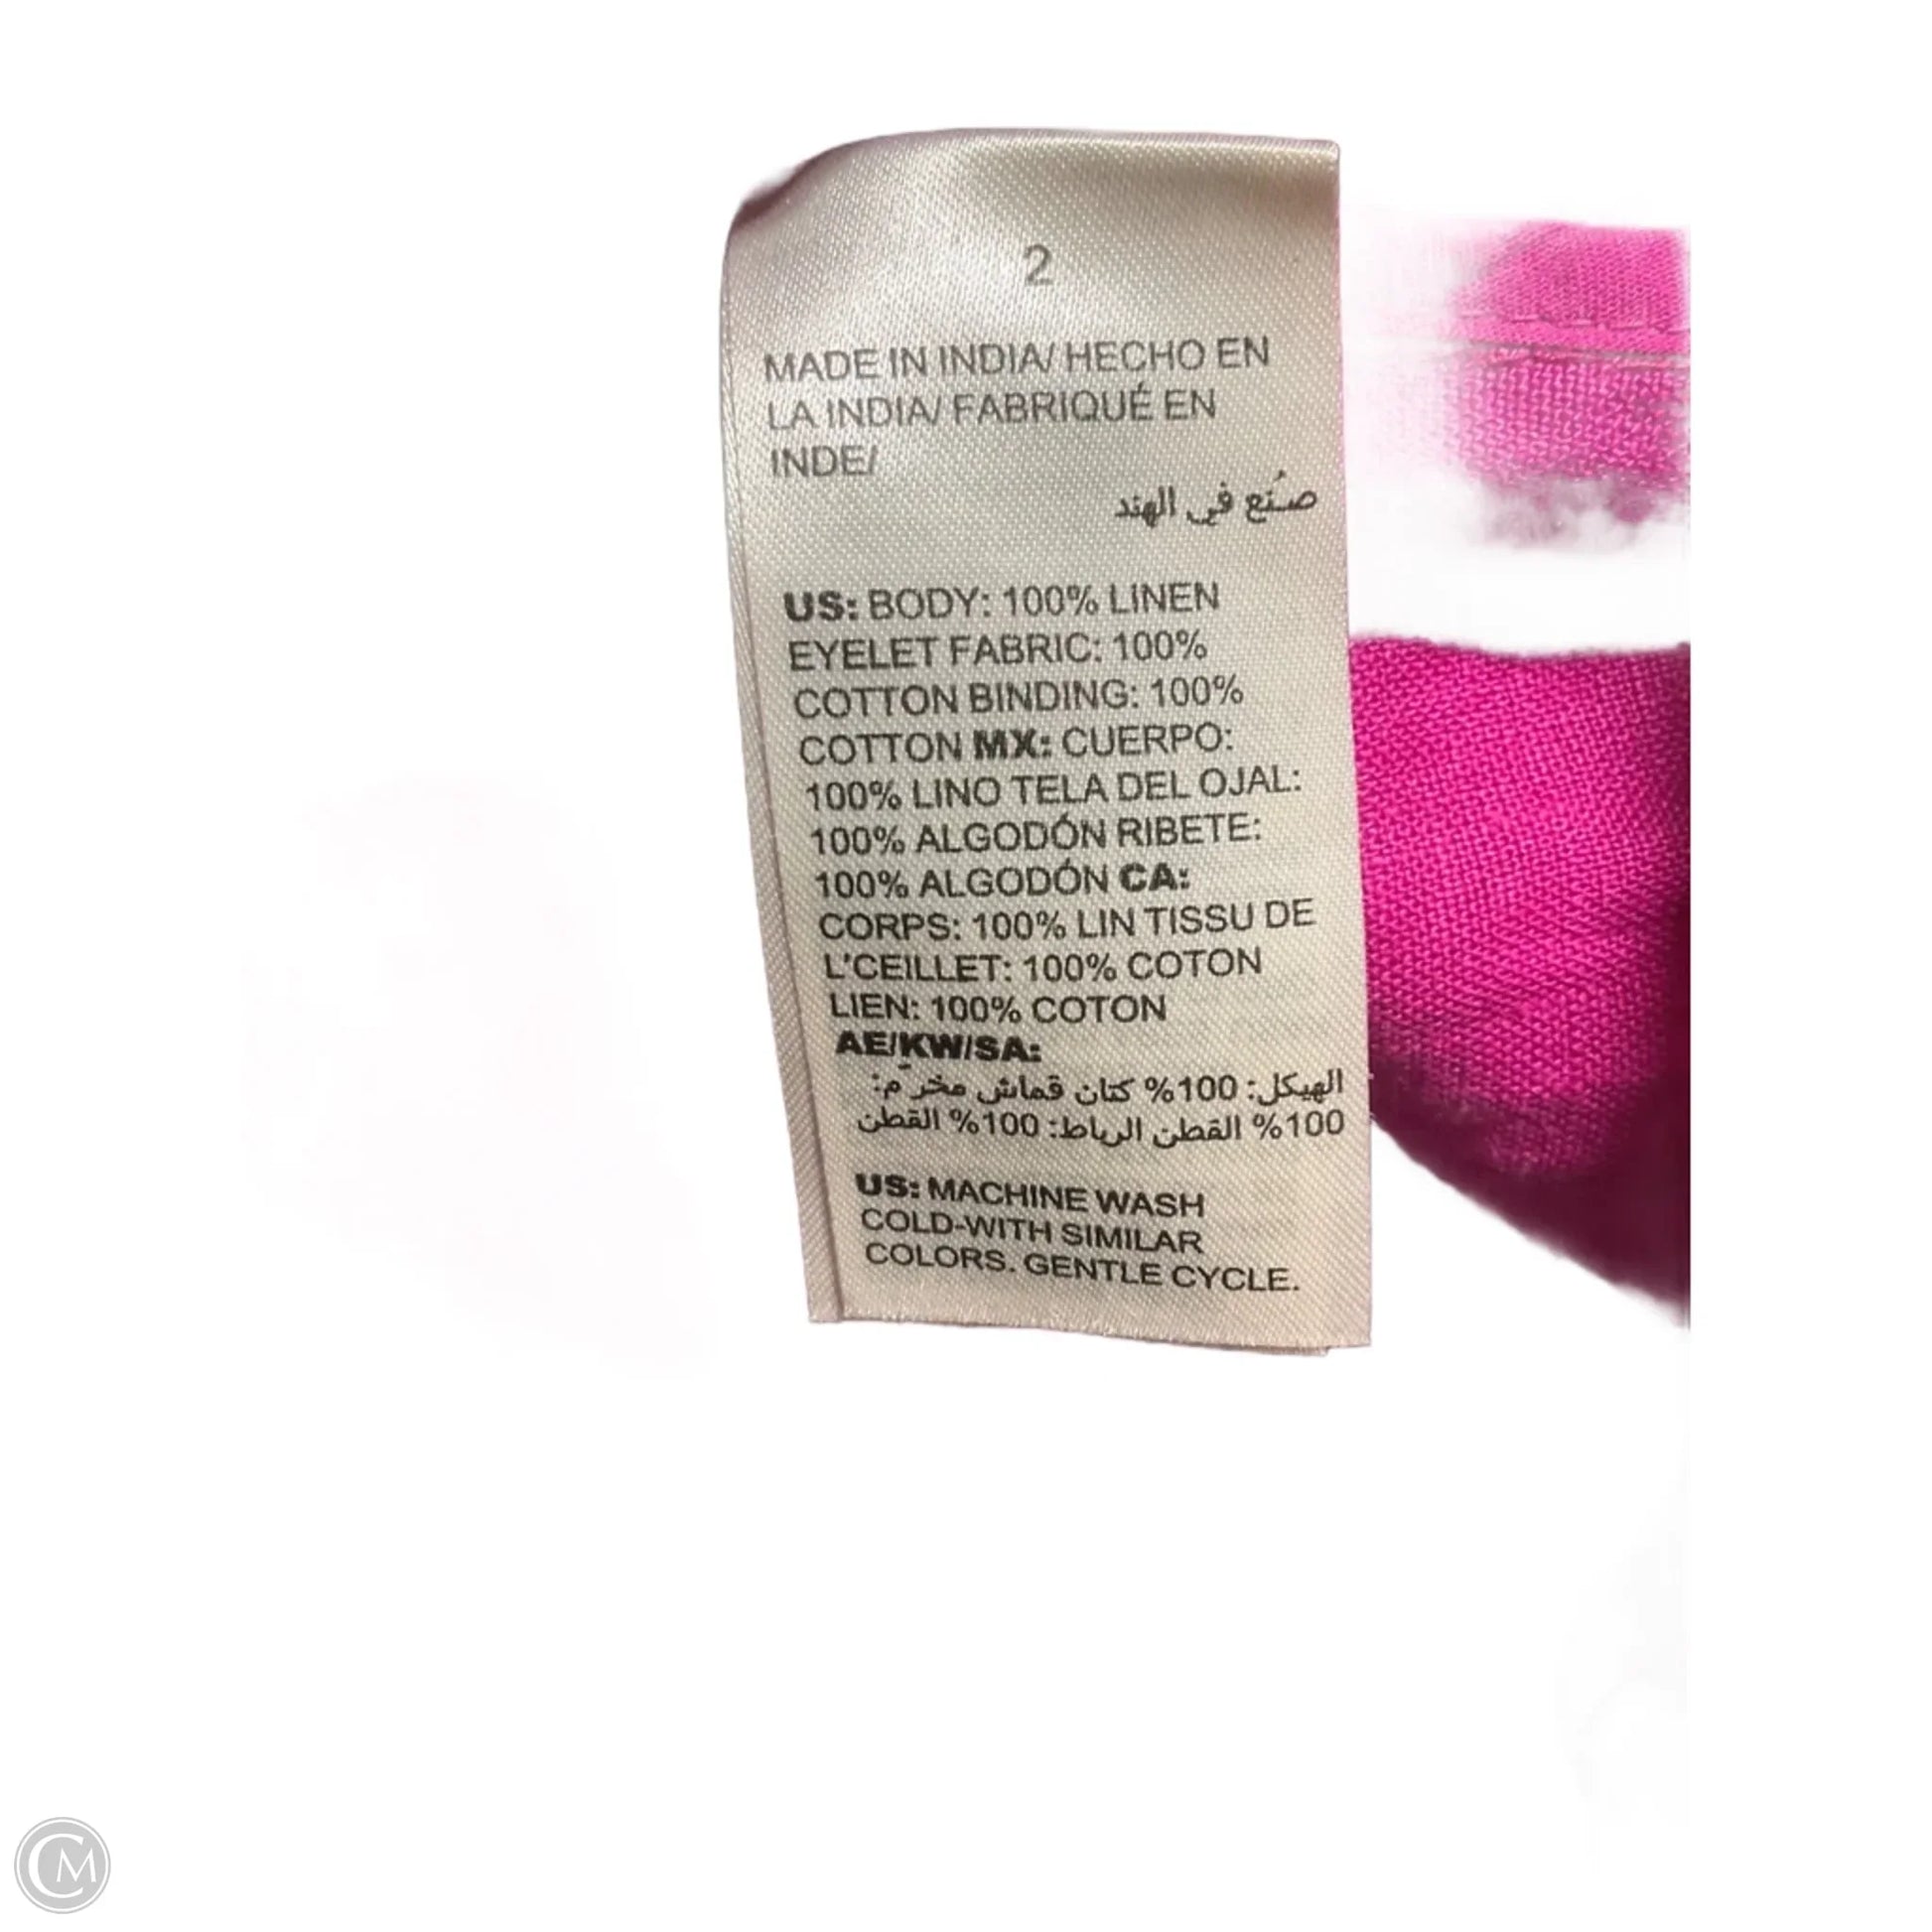 2
MADE IN INDIA/ HECHO EN
LA INDIA/ FABRIQUÉ EN
INDE/
صُنع في الهند
US: BODY: 100% LINEN
EYELET FABRIC: 100%
COTTON BINDING: 100%
COTTON MX: CUERPO:
100% LINO TELA DEL OJAL:
100% ALGODÓN RIBETE:
100% ALGODÓN CA:
CORPS: 100% LIN TISSU DE
L'CEILLET: 100% COTON
LIEN: 100% COTON
AE/KW/SA:
الهيكل: 100% كتان قماش مخرّم:
100% القطن الرباط: 100% القطن
US: MACHINE WASH
COLD-WITH SIMILAR
COLORS. GENTLE CYCLE.
CM